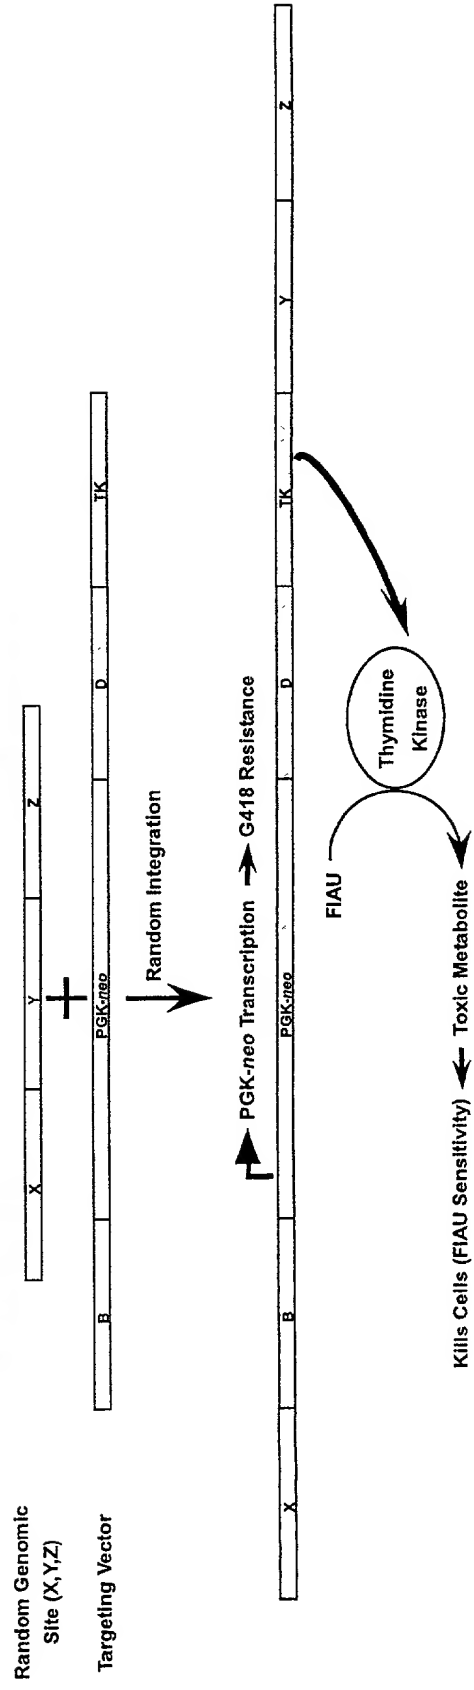 Random Genomic
Site (X,Y,Z)
X Y Z
Targeting Vector
B PGK-neo D TK
Random Integration
PGK-neo Transcription G418 Resistance
X B PGK-neo D TK Y Z
FIAU
Thymidine
Kinase
Kills Cells (FIAU Sensitivity) Toxic Metabolite